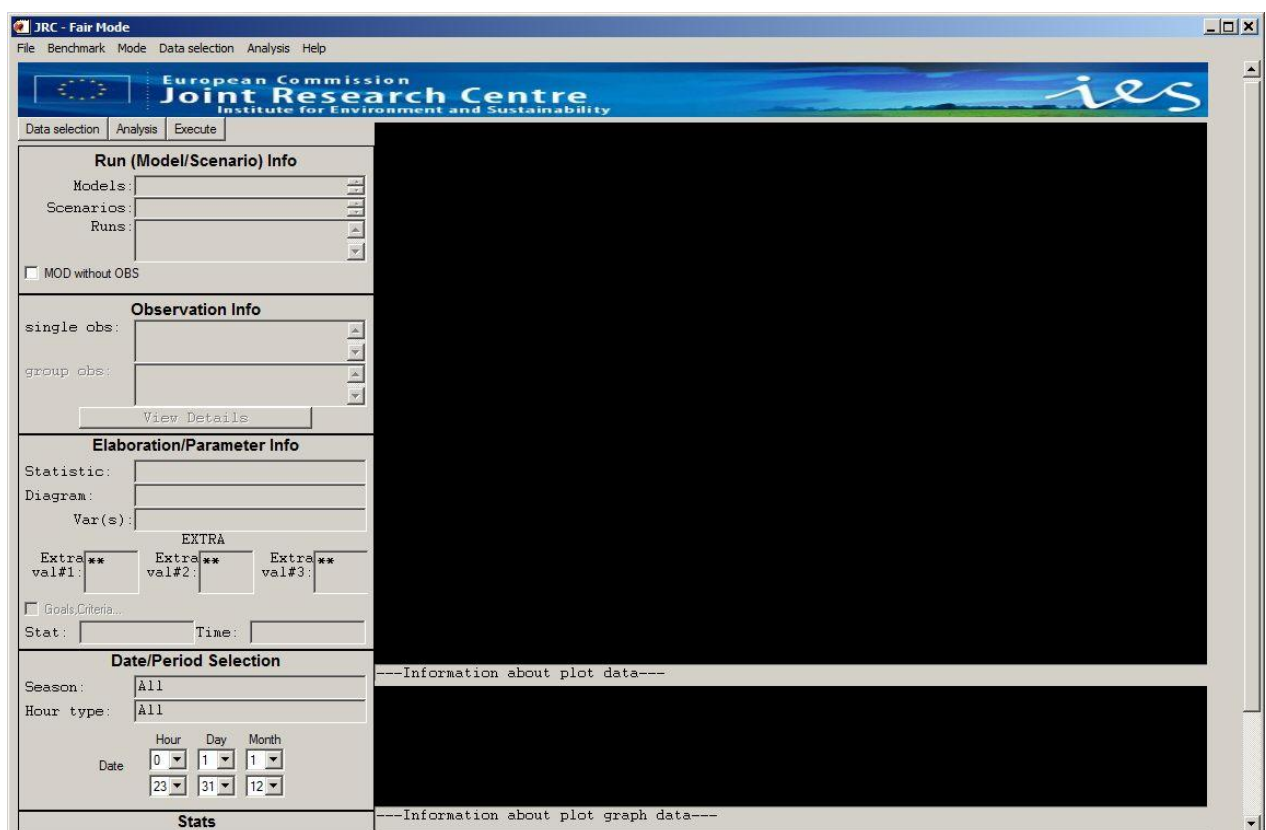 JRC - Fair Mode
File Benchmark Mode Data selection Analysis Help
European Commission
Joint Research Centre
Institute for Environment and Sustainability
ies
Data selection Analysis Execute
Run (Model/Scenario) Info
Models:
Scenarios:
Runs:
MOD without OBS
Observation Info
single obs:
group obs:
View Details
Elaboration/Parameter Info
Statistic:
Diagram:
Var(s):
EXTRA
Extra val#1: ** Extra val#2: ** Extra val#3: **
Goals,Criteria...
Stat: Time:
Date/Period Selection
Season: All
Hour type: All
Hour Day Month
Date 0 1 1
23 31 12
Stats
---Information about plot data---
---Information about plot graph data---